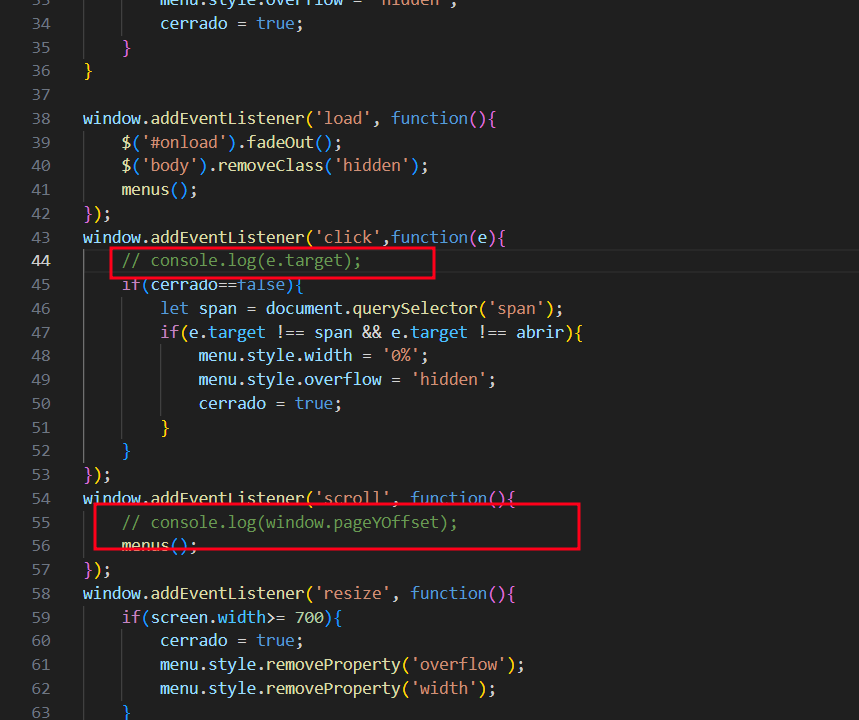 33 menu.style.overflow = 'hidden';
34 cerrado = true;
35 }
36 }
37
38 window.addEventListener('load', function(){
39 $('#onload').fadeOut();
40 $('body').removeClass('hidden');
41 menus();
42 });
43 window.addEventListener('click',function(e){
44 // console.log(e.target);
45 if(cerrado==false){
46 let span = document.querySelector('span');
47 if(e.target !== span && e.target !== abrir){
48 menu.style.width = '0%';
49 menu.style.overflow = 'hidden';
50 cerrado = true;
51 }
52 }
53 });
54 window.addEventListener('scroll', function(){
55 // console.log(window.pageYOffset);
56 menus();
57 });
58 window.addEventListener('resize', function(){
59 if(screen.width>= 700){
60 cerrado = true;
61 menu.style.removeProperty('overflow');
62 menu.style.removeProperty('width');
63 }